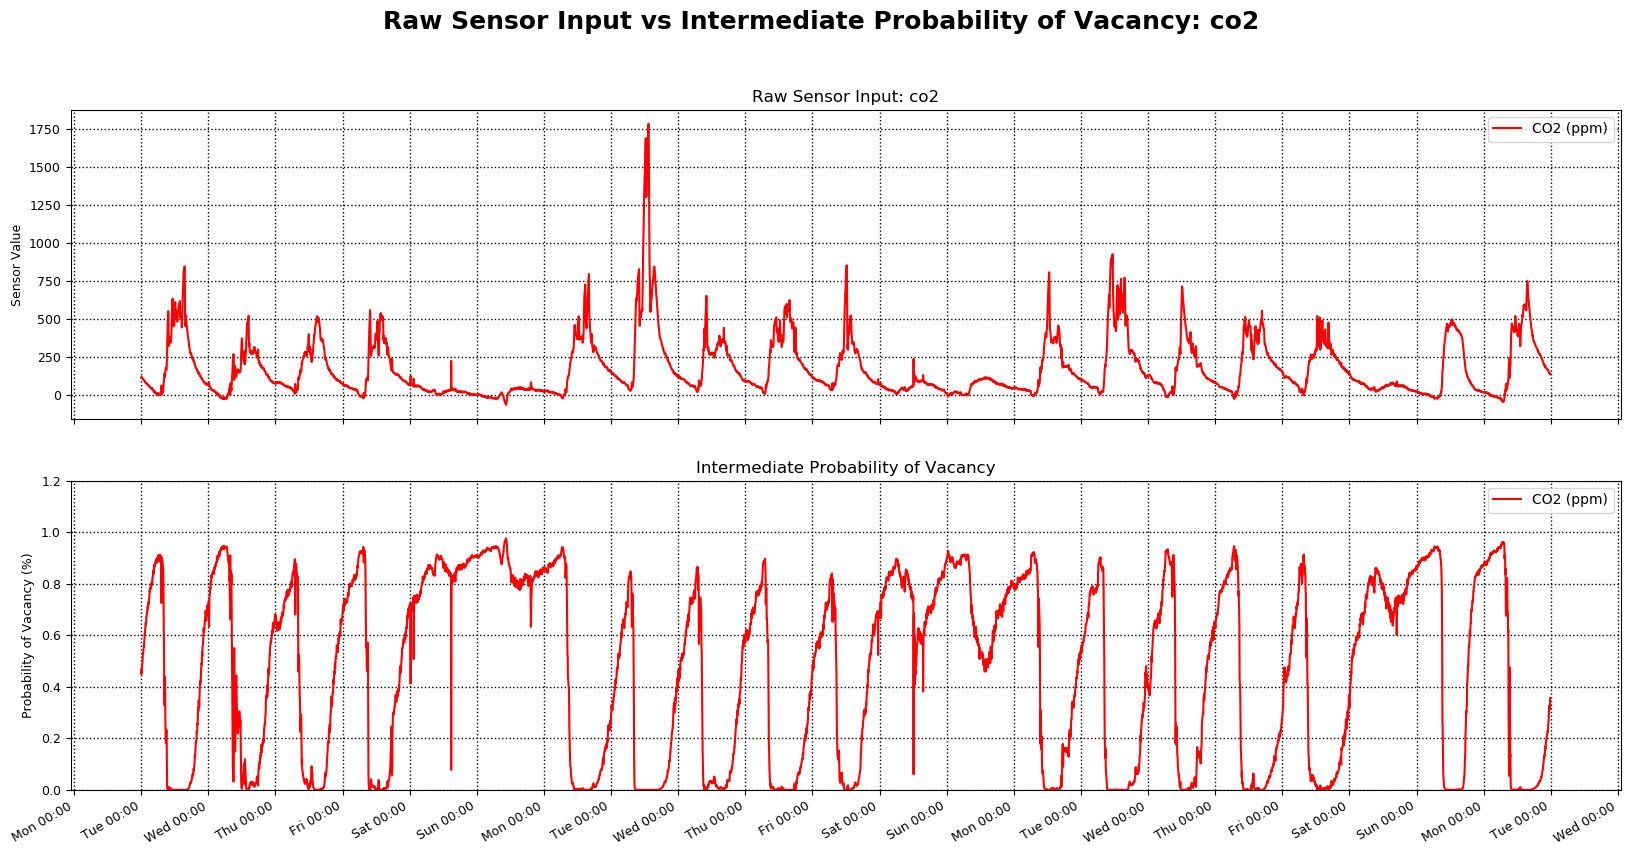 Raw Sensor Input vs Intermediate Probability of Vacancy: co2
Raw Sensor Input: co2
CO2 (ppm)
Sensor Value
1750
1500
1250
1000
750
500
250
0
Intermediate Probability of Vacancy
CO2 (ppm)
Probability of Vacancy (%)
1.2
1.0
0.8
0.6
0.4
0.2
0.0
Mon 00:00
Tue 00:00
Wed 00:00
Thu 00:00
Fri 00:00
Sat 00:00
Sun 00:00
Mon 00:00
Tue 00:00
Wed 00:00
Thu 00:00
Fri 00:00
Sat 00:00
Sun 00:00
Mon 00:00
Tue 00:00
Wed 00:00
Thu 00:00
Fri 00:00
Sat 00:00
Sun 00:00
Mon 00:00
Tue 00:00
Wed 00:00